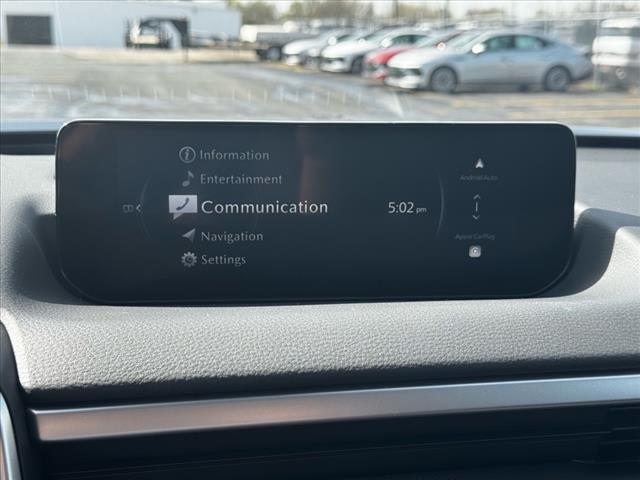 Information
Entertainment
Communication
5:02 pm
Navigation
Settings
Android Auto
Apple CarPlay